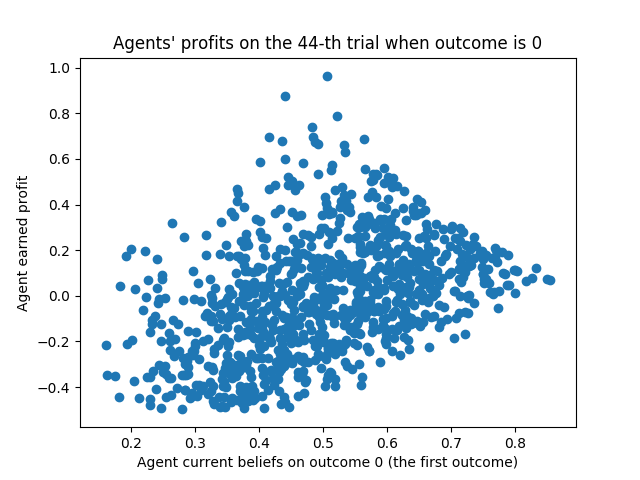 Agents' profits on the 44-th trial when outcome is 0
1.0
0.8
0.6
0.4
0.2
0.0
−0.2
−0.4
Agent earned profit
0.2 0.3 0.4 0.5 0.6 0.7 0.8
Agent current beliefs on outcome 0 (the first outcome)